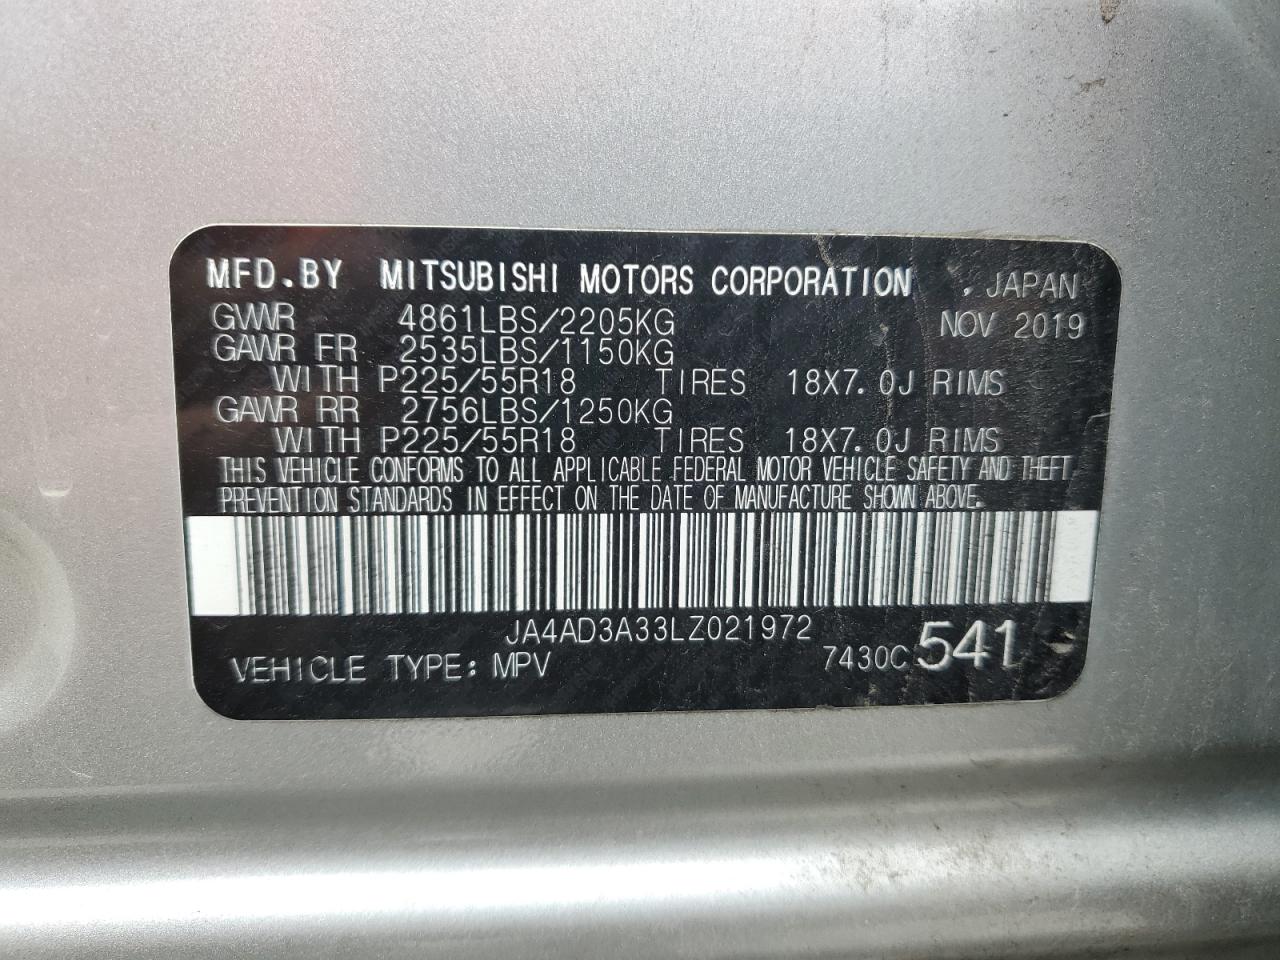 MFD.BY MITSUBISHI MOTORS CORPORATION , JAPAN
GVWR 4861LBS/2205KG NOV 2019
GAWR FR 2535LBS/1150KG
WITH P225/55R18 TIRES 18X7.0J RIMS
GAWR RR 2756LBS/1250KG
WITH P225/55R18 TIRES 18X7.0J RIMS
THIS VEHICLE CONFORMS TO ALL APPLICABLE FEDERAL MOTOR VEHICLE SAFETY AND THEFT
PREVENTION STANDARDS IN EFFECT ON THE DATE OF MANUFACTURE SHOWN ABOVE.
JA4AD3A33LZ021972
VEHICLE TYPE: MPV 7430C 541